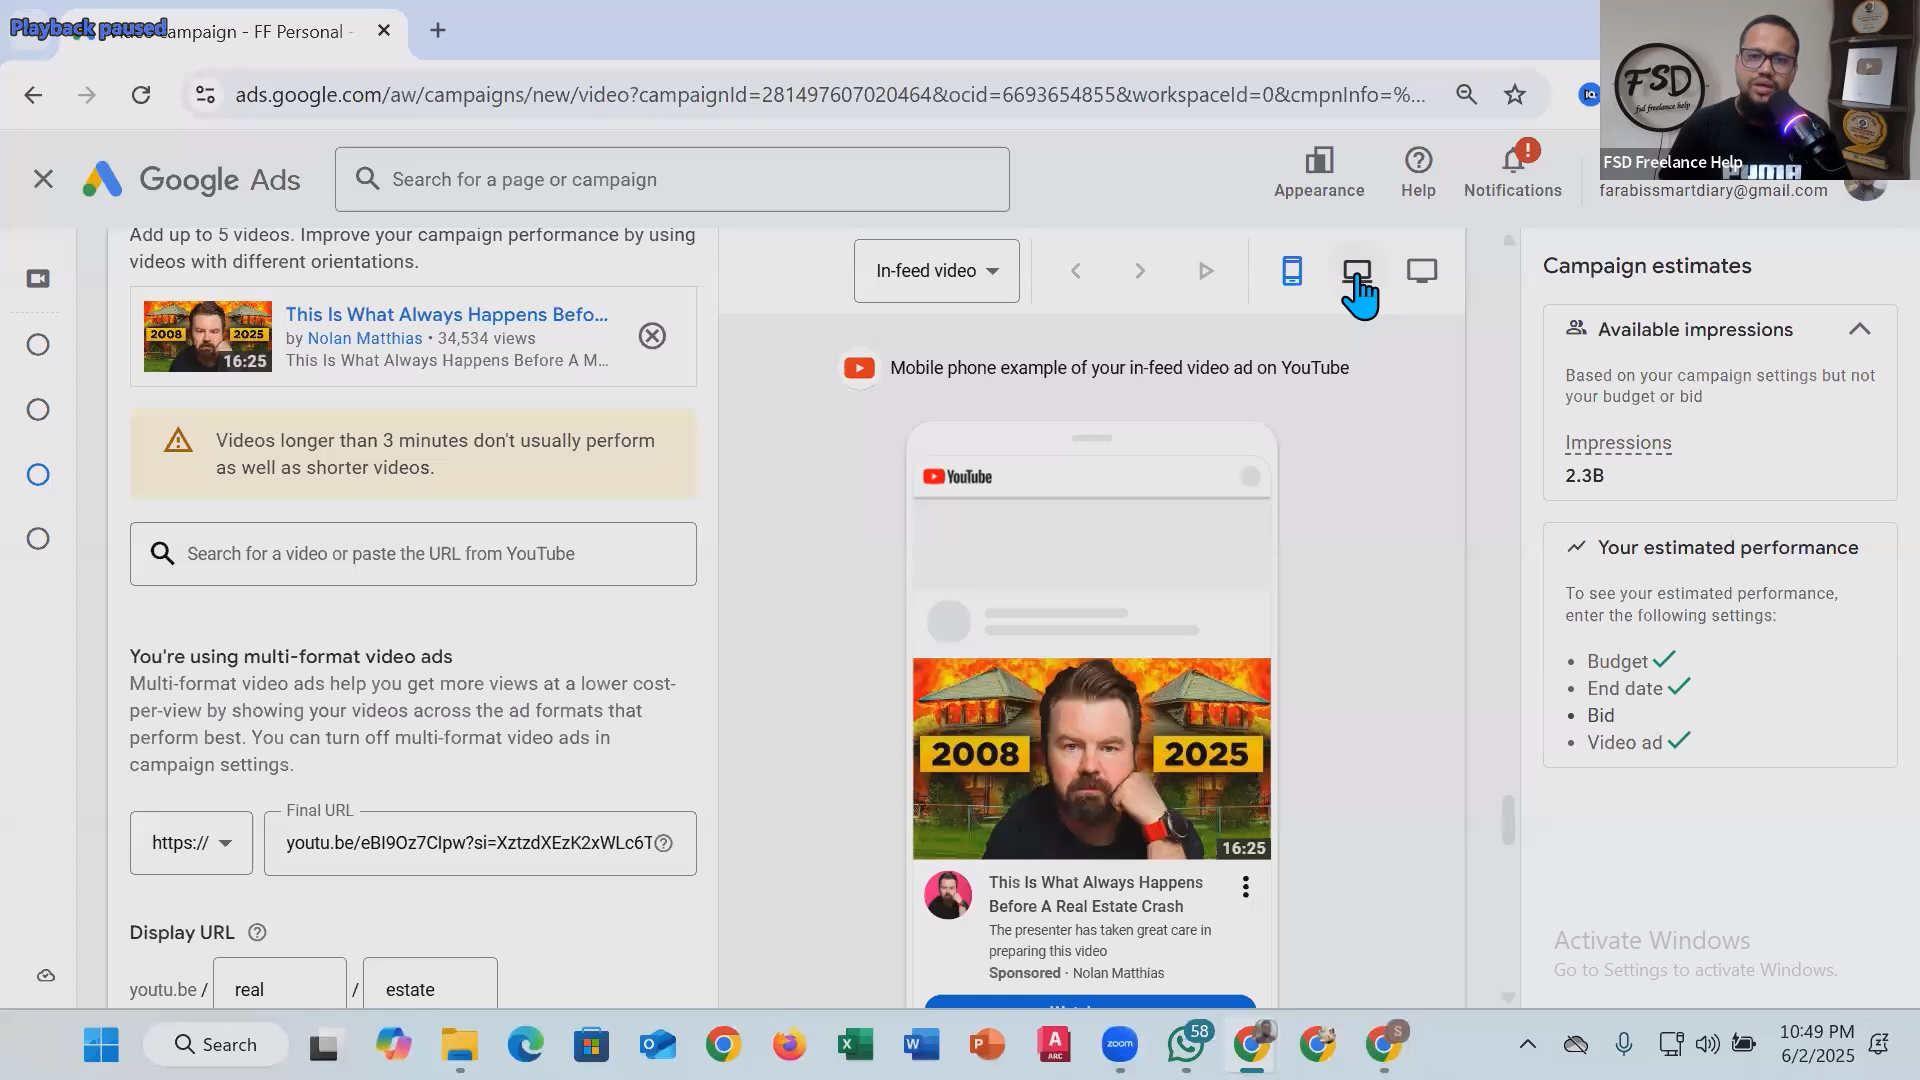 Playback paused
Video campaign - FF Personal -
ads.google.com/aw/campaigns/new/video?campaignId=281497607020464&ocid=6693654855&workspaceId=0&cmpnInfo=%...
IQ
FSD
fsd freelance help
FSD Freelance Help
PUMA
Google Ads
Search for a page or campaign
Appearance
Help
Notifications
farabissmartdiary@gmail.com
Add up to 5 videos. Improve your campaign performance by using
videos with different orientations.
2008
2025
16:25
This Is What Always Happens Befo...
by Nolan Matthias • 34,534 views
This Is What Always Happens Before A M...
Videos longer than 3 minutes don't usually perform
as well as shorter videos.
Search for a video or paste the URL from YouTube
You're using multi-format video ads
Multi-format video ads help you get more views at a lower cost-
per-view by showing your videos across the ad formats that
perform best. You can turn off multi-format video ads in
campaign settings.
https://
Final URL
youtu.be/eBI9Oz7CIpw?si=XztzdXEzK2xWLc6T
Display URL
youtu.be / real / estate
In-feed video
Mobile phone example of your in-feed video ad on YouTube
YouTube
2008
2025
16:25
This Is What Always Happens
Before A Real Estate Crash
The presenter has taken great care in
preparing this video
Sponsored · Nolan Matthias
Campaign estimates
Available impressions
Based on your campaign settings but not
your budget or bid
Impressions
2.3B
Your estimated performance
To see your estimated performance,
enter the following settings:
• Budget
• End date
• Bid
• Video ad
Activate Windows
Go to Settings to activate Windows.
Search
ARC
zoom
58
S
10:49 PM
6/2/2025